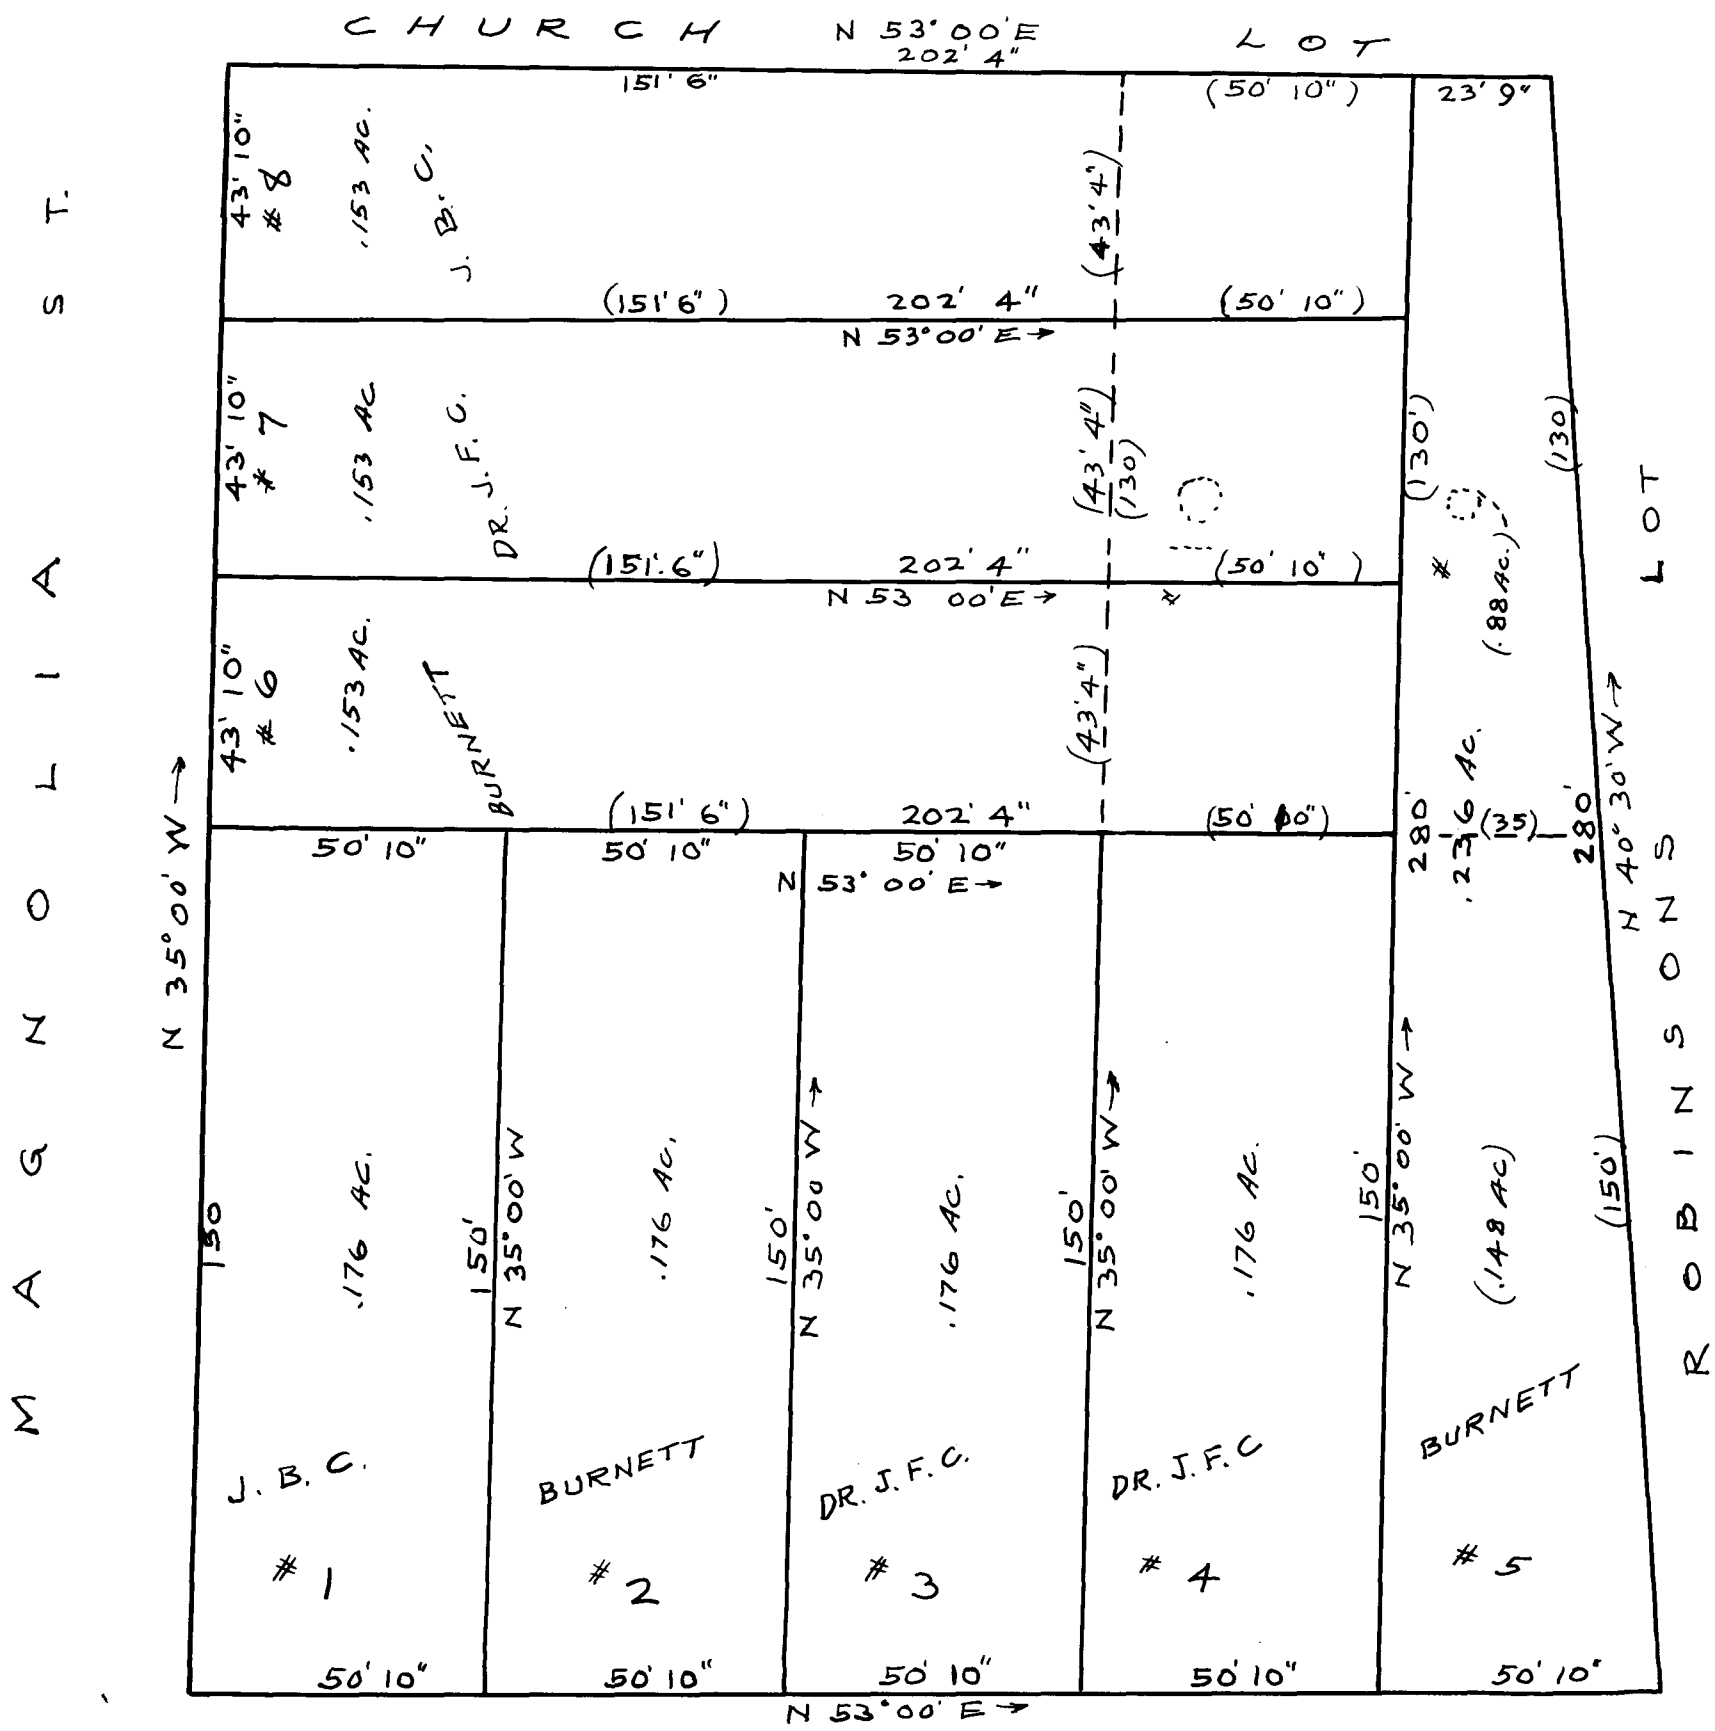 CHURCH LOT
N 53° 00' E
202' 4"
151' 6"
(50' 10")
23' 9"
MAGNOLIA ST.
43' 10"
# 8
.153 AC.
J. B. C.
(43' 4")
(151' 6")
202' 4"
(50' 10")
N 53° 00' E →
43' 10"
# 7
.153 AC
DR. J. F. C.
(43' 4")
(130)
(130')
(130)
(151'. 6")
202' 4"
(50' 10")
N 53 00' E →
#
#
(.88 AC.)
43' 10"
# 6
.153 AC.
BURNETT
(43' 4")
(151' 6")
202' 4"
280'
.236 AC.
(35)
280'
N 40° 30' W →
ROBINSONS LOT
N 35° 00' W →
50' 10"
50' 10"
50' 10"
N 53° 00' E →
150
.176 AC.
150'
N 35° 00' W
.176 AC.
150'
N 35° 00 W →
.176 AC.
150'
N 35° 00' W →
.176 AC.
150'
N 35° 00' W →
(.148 AC)
(150')
J. B. C.
BURNETT
DR. J. F. C.
DR. J. F. C
BURNETT
# 1
# 2
# 3
# 4
# 5
50' 10"
50' 10"
50' 10"
50' 10"
50' 10"
N 53° 00' E →